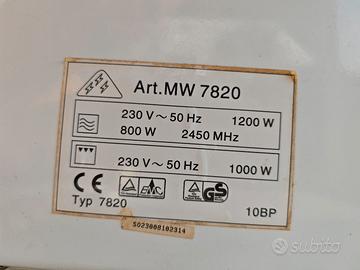 Art.MW 7820
230 V ~ 50 Hz 1200 W
800 W 2450 MHz
230 V ~ 50 Hz 1000 W
CE EMC GS
Typ 7820 10BP
S023008102314
subito